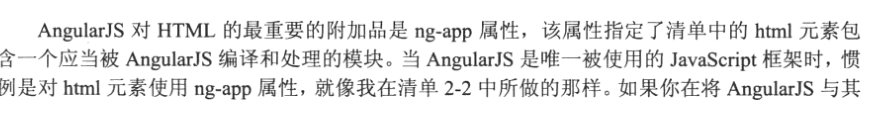 AngularJS 对 HTML 的最重要的附加品是 ng-app 属性，该属性指定了清单中的 html 元素包
含一个应当被 AngularJS 编译和处理的模块。当 AngularJS 是唯一被使用的 JavaScript 框架时，惯
例是对 html 元素使用 ng-app 属性，就像我在清单 2-2 中所做的那样。如果你在将 AngularJS 与其